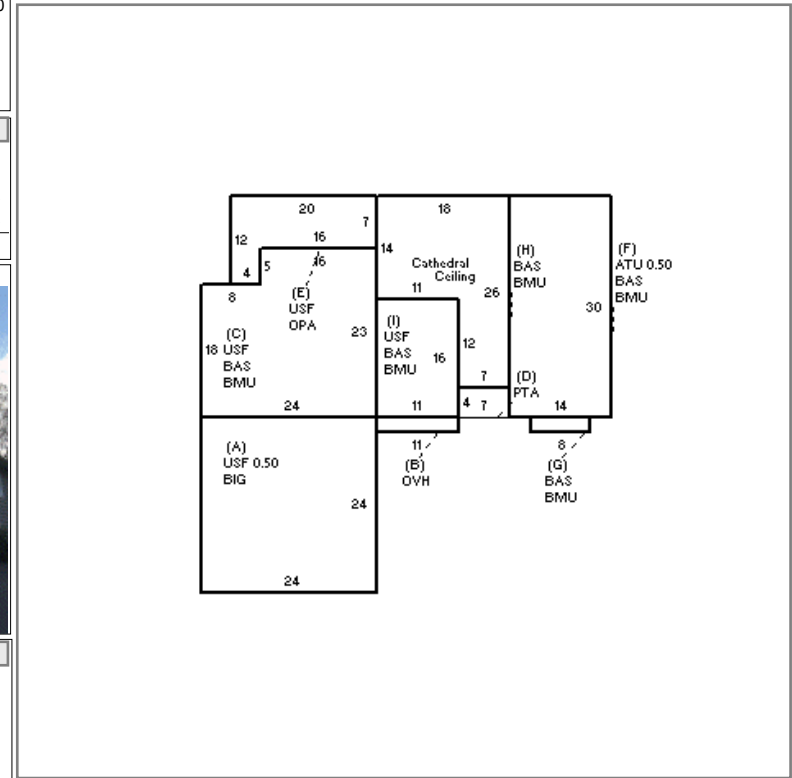 20
18
7
12
16
14
16
5
4
Cathedral
Ceiling
11
26
8
23
12
16
7
18
24
11
4 7
14
30
(H)
BAS
BMU
(F)
ATU 0.50
BAS
BMU
(E)
USF
OPA
(I)
USF
BAS
BMU
(C)
USF
BAS
BMU
(D)
PTA
(A)
USF 0.50
BIG
11
(B)
OVH
8
(G)
BAS
BMU
24
24